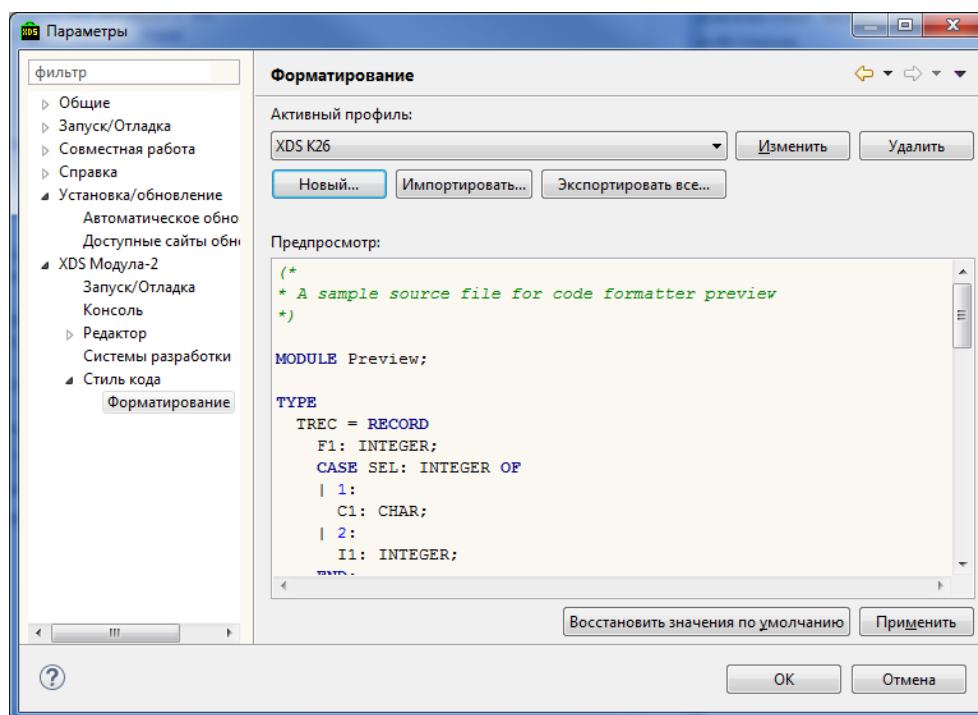 XDS Параметры
фильтр
Общие
Запуск/Отладка
Совместная работа
Справка
Установка/обновление
Автоматическое обно
Доступные сайты обн
XDS Модула-2
Запуск/Отладка
Консоль
Редактор
Системы разработки
Стиль кода
Форматирование
Форматирование
Активный профиль:
XDS K26 Изменить Удалить
Новый... Импортировать... Экспортировать все...
Предпросмотр:
(*
* A sample source file for code formatter preview
*)
MODULE Preview;
TYPE
TREC = RECORD
F1: INTEGER;
CASE SEL: INTEGER OF
| 1:
C1: CHAR;
| 2:
I1: INTEGER;
END;
Восстановить значения по умолчанию Применить
? OK Отмена